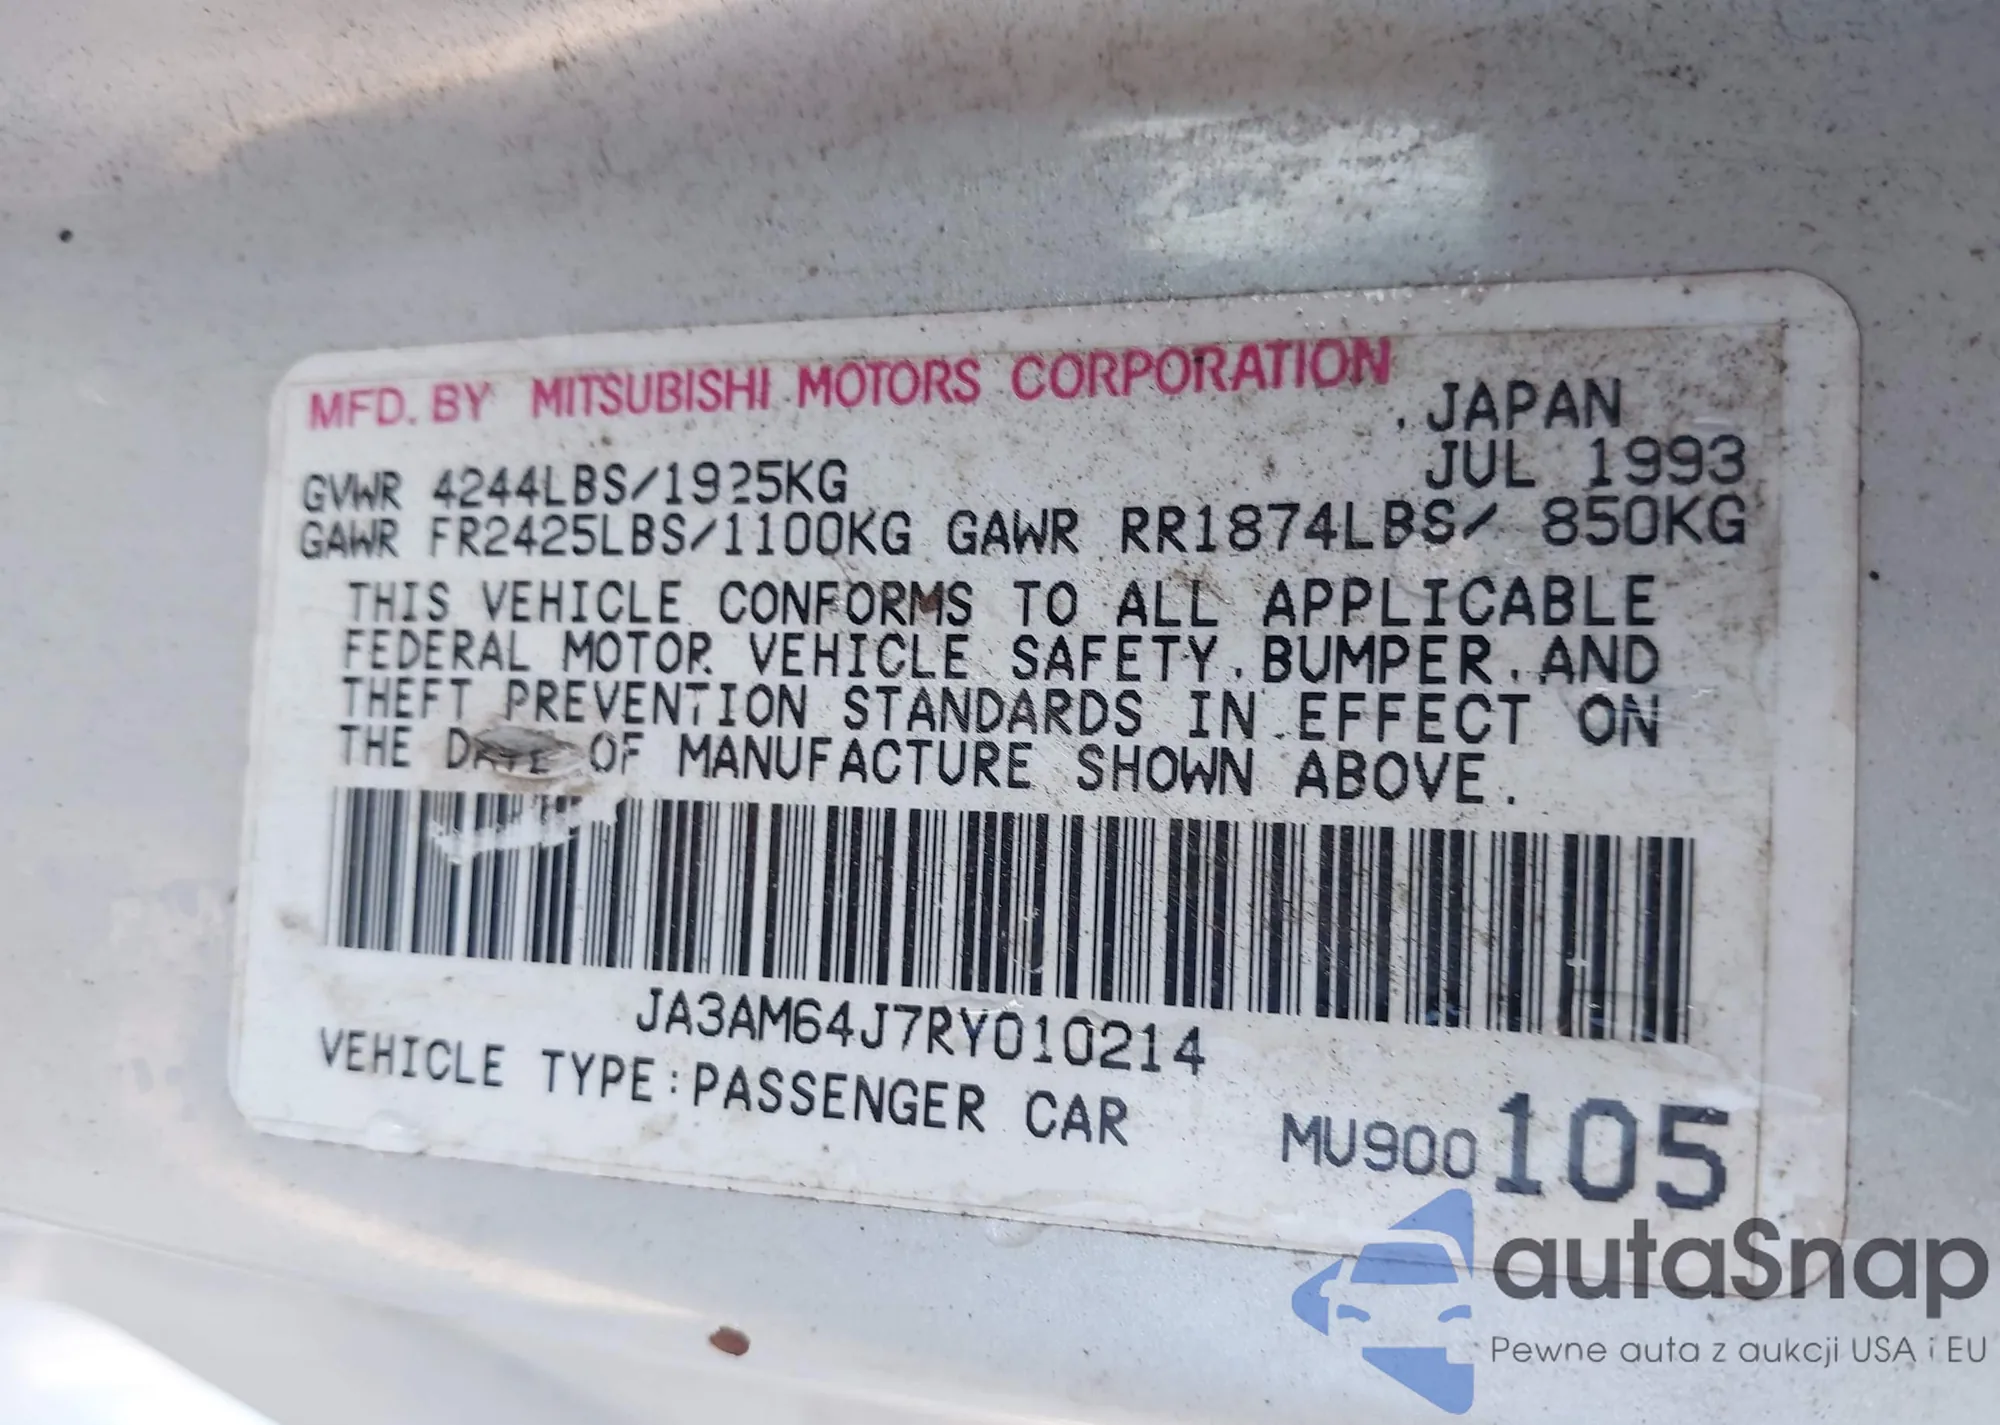 MFD. BY MITSUBISHI MOTORS CORPORATION
JAPAN
JUL 1993
GVWR 4244LBS/1925KG
GAWR FR2425LBS/1100KG GAWR RR1874LBS/ 850KG
THIS VEHICLE CONFORMS TO ALL APPLICABLE
FEDERAL MOTOR VEHICLE SAFETY, BUMPER, AND
THEFT PREVENTION STANDARDS IN EFFECT ON
THE DATE OF MANUFACTURE SHOWN ABOVE.
JA3AM64J7RY010214
VEHICLE TYPE:PASSENGER CAR
MU900105
autaSnap
Pewne auta z aukcji USA i EU